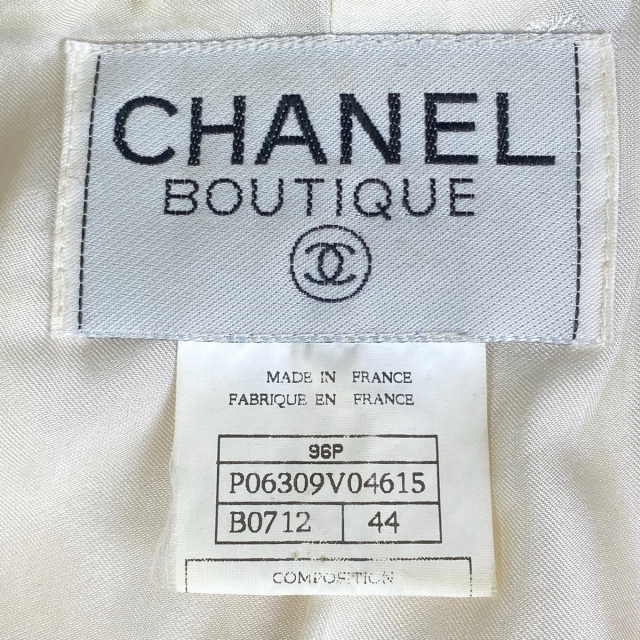 CHANEL
BOUTIQUE
MADE IN FRANCE
FABRIQUE EN FRANCE
96P
P06309V04615
B0712 44
COMPOSITION